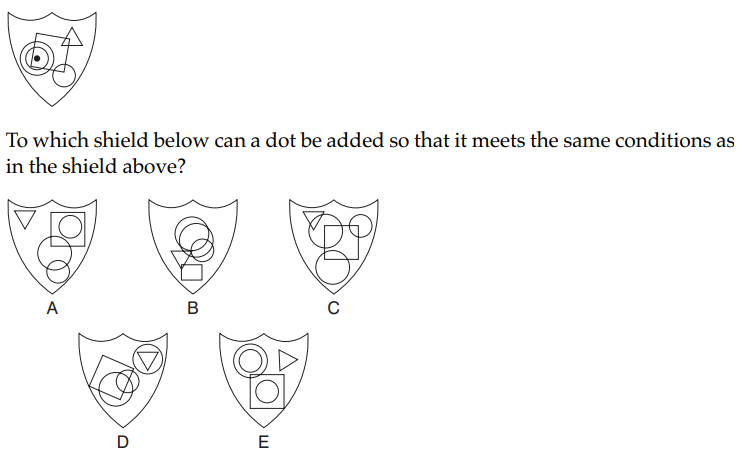 To which shield below can a dot be added so that it meets the same conditions as
in the shield above?
A
B
C
D
E